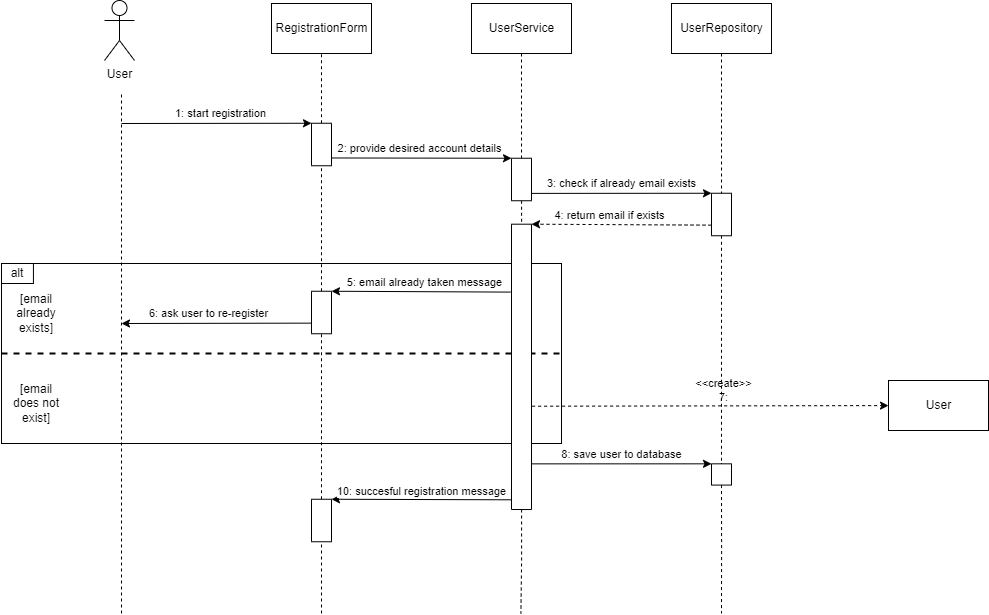 RegistrationForm
UserService
UserRepository
User
1: start registration
2: provide desired account details
3: check if already email exists
4: return email if exists
alt
[email
already
exists]
5: email already taken message
6: ask user to re-register
[email
does not
exist]
<<create>>
7:
User
8: save user to database
10: succesful registration message